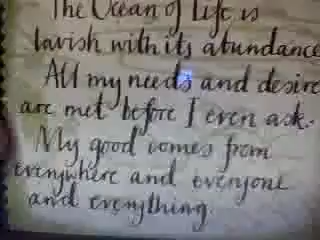 The Ocean of Life is
lavish with its abundance
All my needs and desire
are met before I even ask.
My good comes from
everywhere and everyone
and everything.